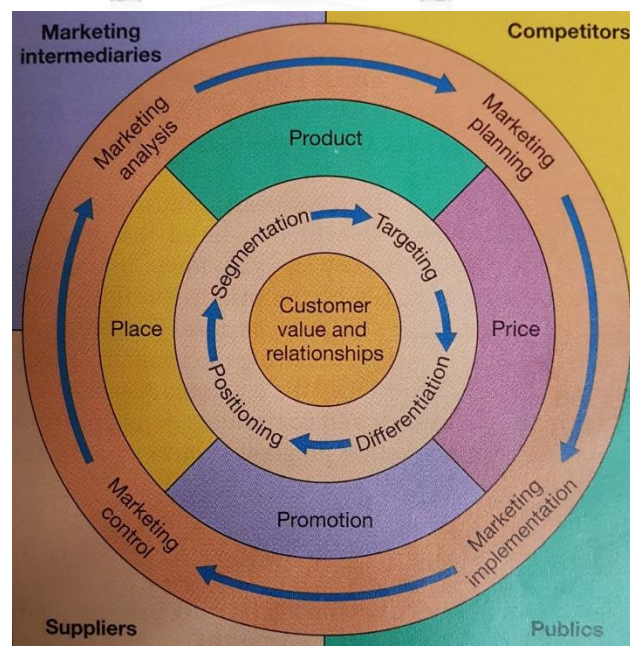 Marketing
intermediaries
Competitors
Marketing
analysis
Marketing
planning
Product
Segmentation
Targeting
Place
Customer
value and
relationships
Price
Positioning
Differentiation
Promotion
Marketing
control
Marketing
implementation
Suppliers
Publics